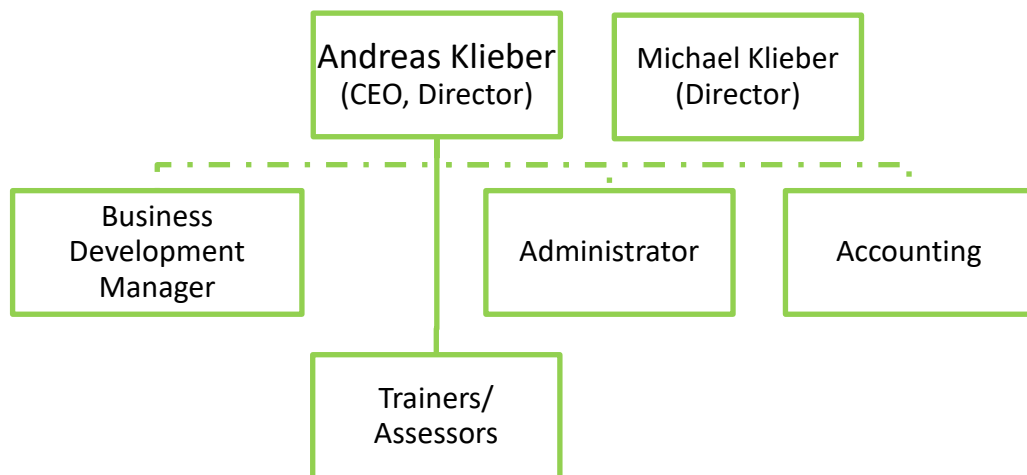 Andreas Klieber
(CEO, Director)
Michael Klieber
(Director)
Business
Development
Manager
Administrator
Accounting
Trainers/
Assessors